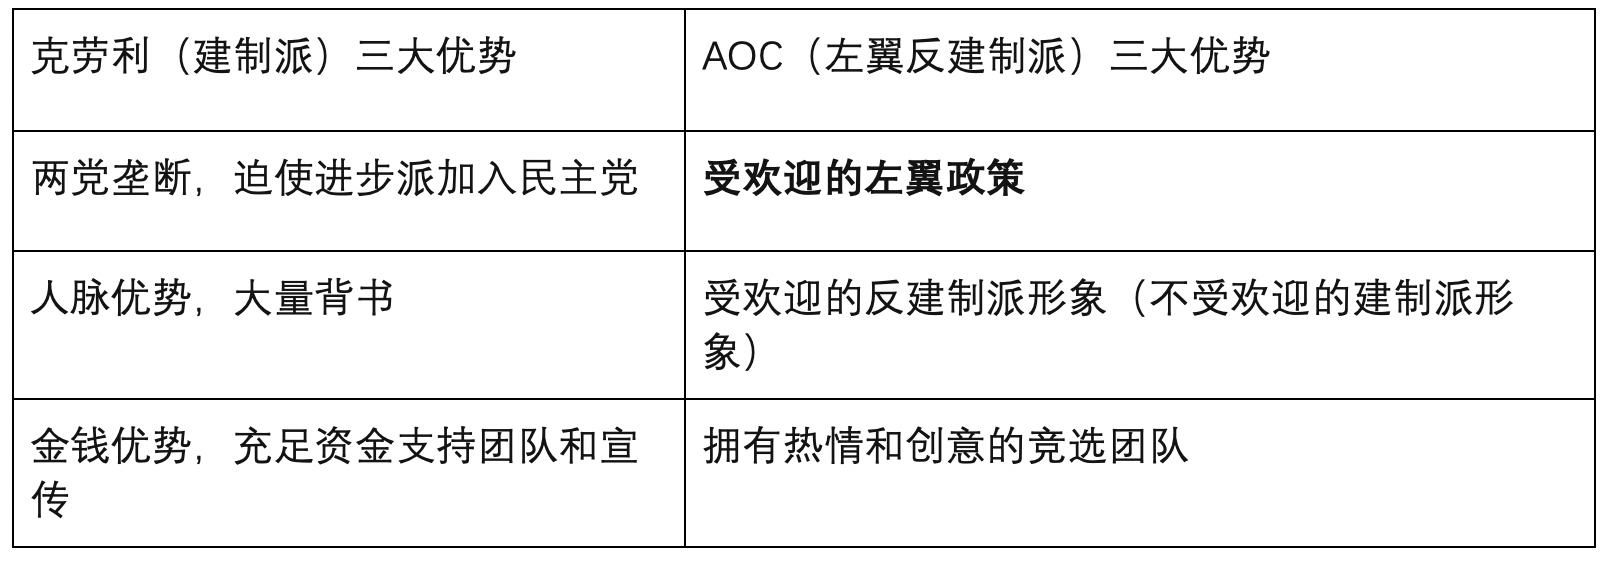 克劳利（建制派）三大优势
AOC（左翼反建制派）三大优势
两党垄断，迫使进步派加入民主党
受欢迎的左翼政策
人脉优势，大量背书
受欢迎的反建制派形象（不受欢迎的建制派形
象）
金钱优势，充足资金支持团队和宣
传
拥有热情和创意的竞选团队